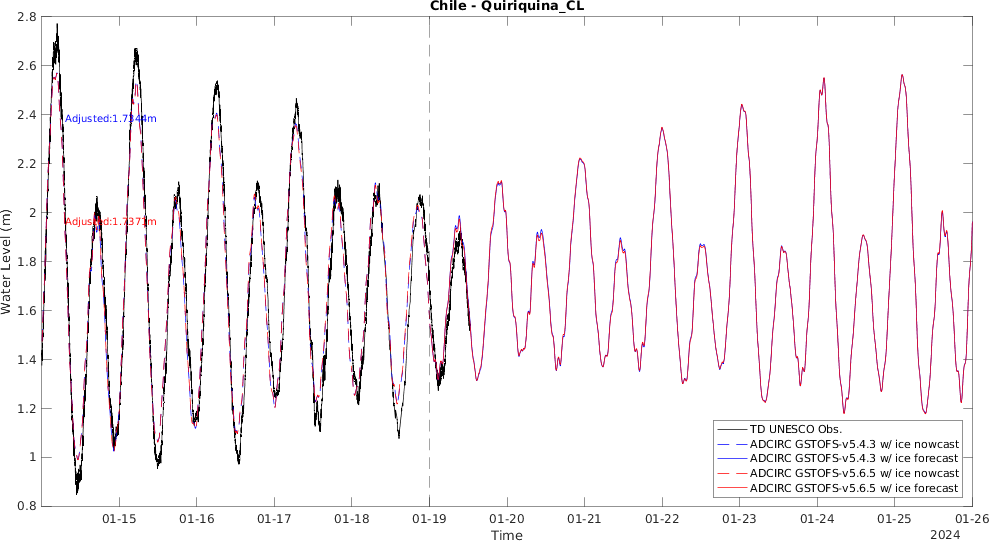 Chile - Quiriquina_CL
Water Level (m)
2.8
2.6
2.4
2.2
2
1.8
1.6
1.4
1.2
1
0.8
Adjusted:1.7344m
Adjusted:1.7371m
TD UNESCO Obs.
ADCIRC GSTOFS-v5.4.3 w/ ice nowcast
ADCIRC GSTOFS-v5.4.3 w/ ice forecast
ADCIRC GSTOFS-v5.6.5 w/ ice nowcast
ADCIRC GSTOFS-v5.6.5 w/ ice forecast
01-15 01-16 01-17 01-18 01-19 01-20 01-21 01-22 01-23 01-24 01-25 01-26
Time
2024